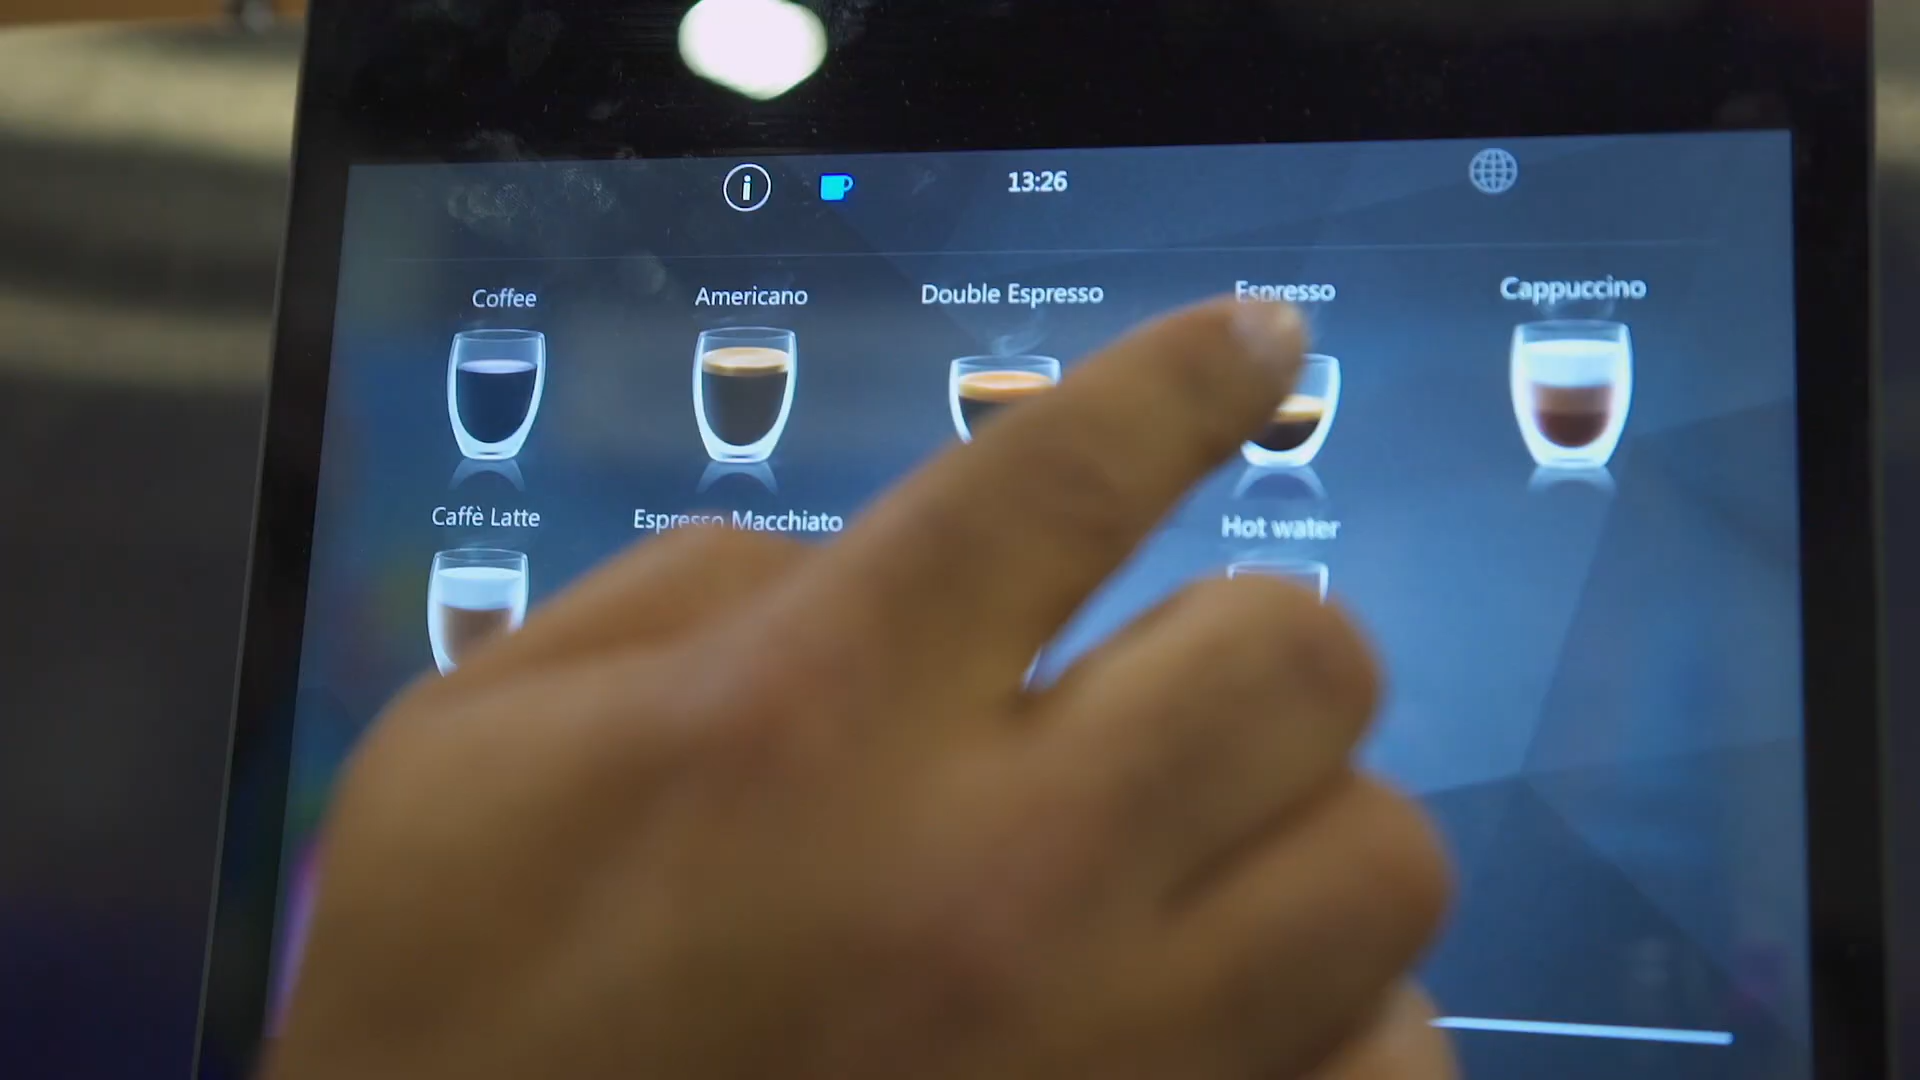 i
13:26
Coffee
Americano
Double Espresso
Espresso
Cappuccino
Caffè Latte
Espresso Macchiato
Hot water